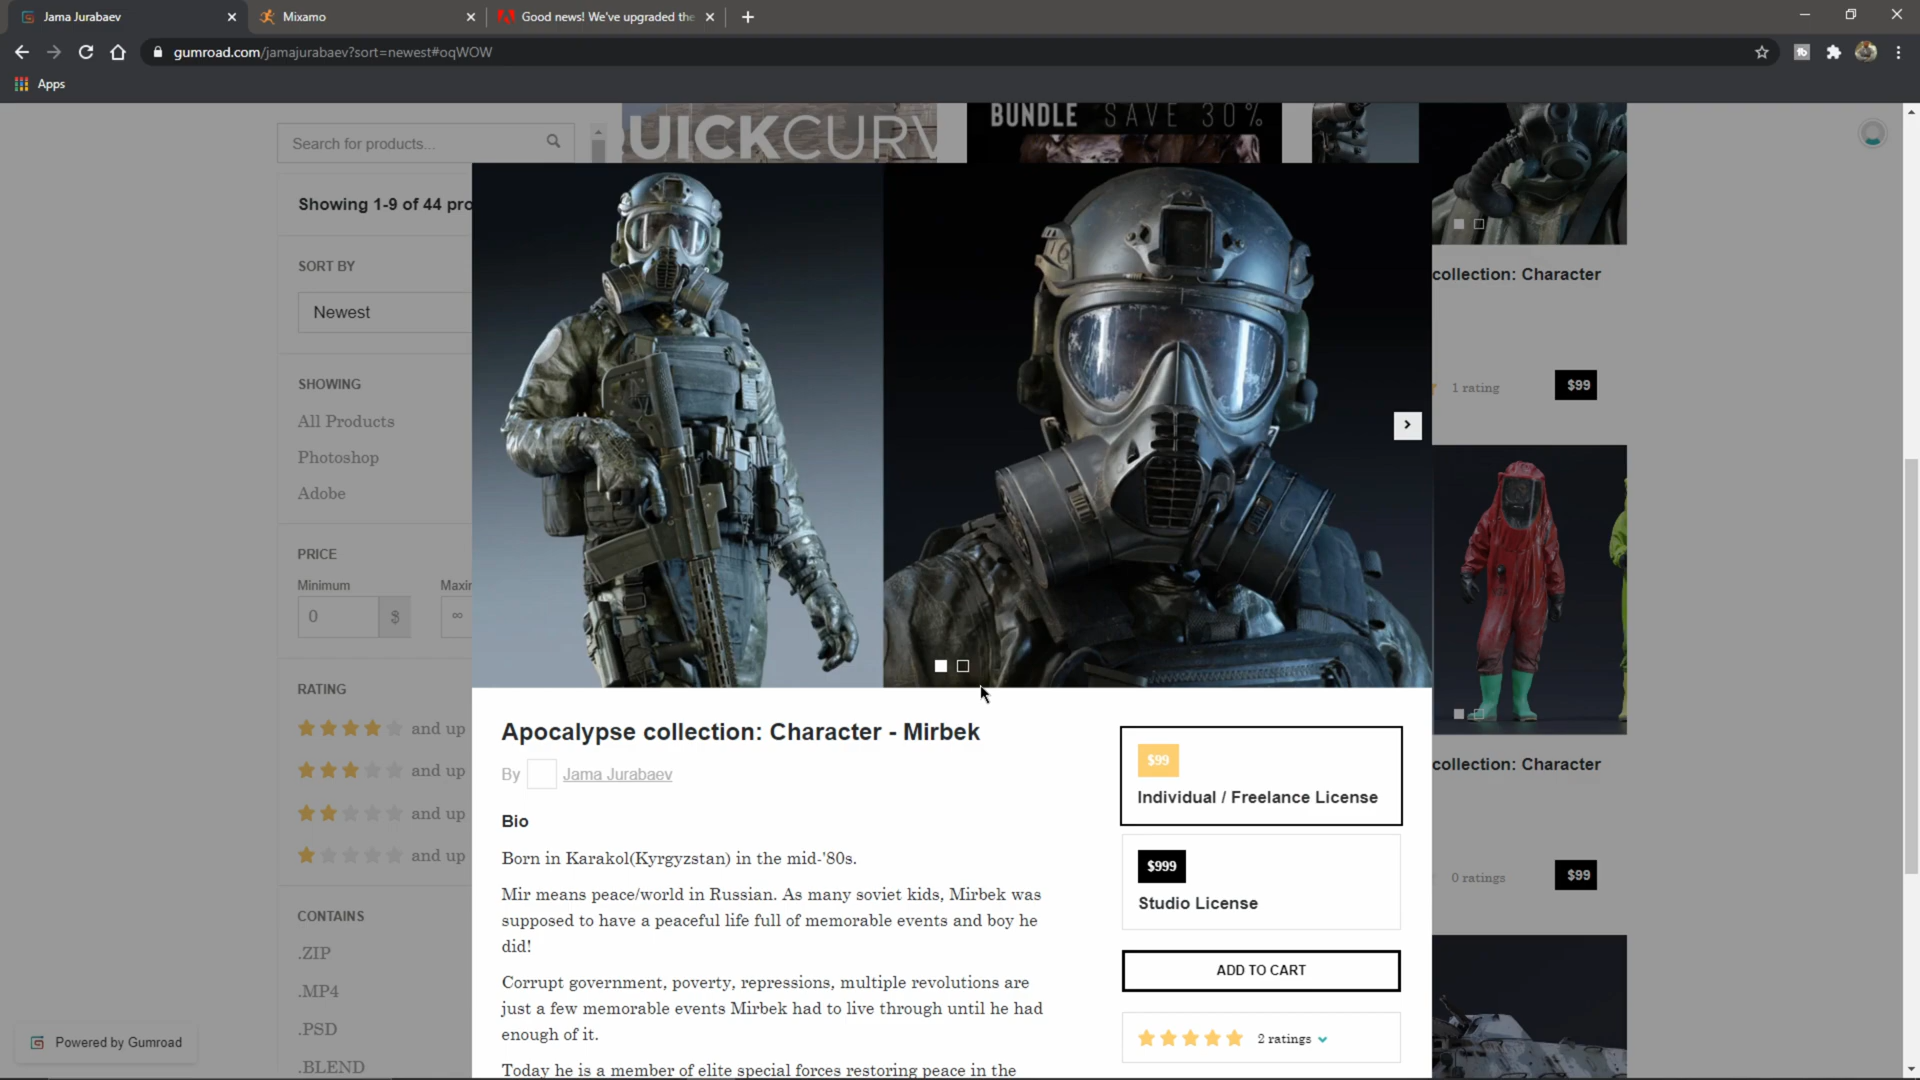 Jama Jurabaev
Mixamo
Good news! We've upgraded the
gumroad.com/jamajurabaev?sort=newest#oqWOW
Apps
Search for products...
UICKCURV
BUNDLE SAVE 30%
Showing 1-9 of 44 pro
SORT BY
Newest
SHOWING
All Products
Photoshop
Adobe
PRICE
Minimum
Maxir
0
$
∞
RATING
and up
and up
and up
and up
CONTAINS
.ZIP
.MP4
.PSD
.BLEND
Powered by Gumroad
collection: Character
1 rating
$99
collection: Character
0 ratings
$99
Apocalypse collection: Character - Mirbek
By Jama Jurabaev
Bio
Born in Karakol(Kyrgyzstan) in the mid-'80s.
Mir means peace/world in Russian. As many soviet kids, Mirbek was
supposed to have a peaceful life full of memorable events and boy he
did!
Corrupt government, poverty, repressions, multiple revolutions are
just a few memorable events Mirbek had to live through until he had
enough of it.
Today he is a member of elite special forces restoring peace in the
$99
Individual / Freelance License
$999
Studio License
ADD TO CART
2 ratings